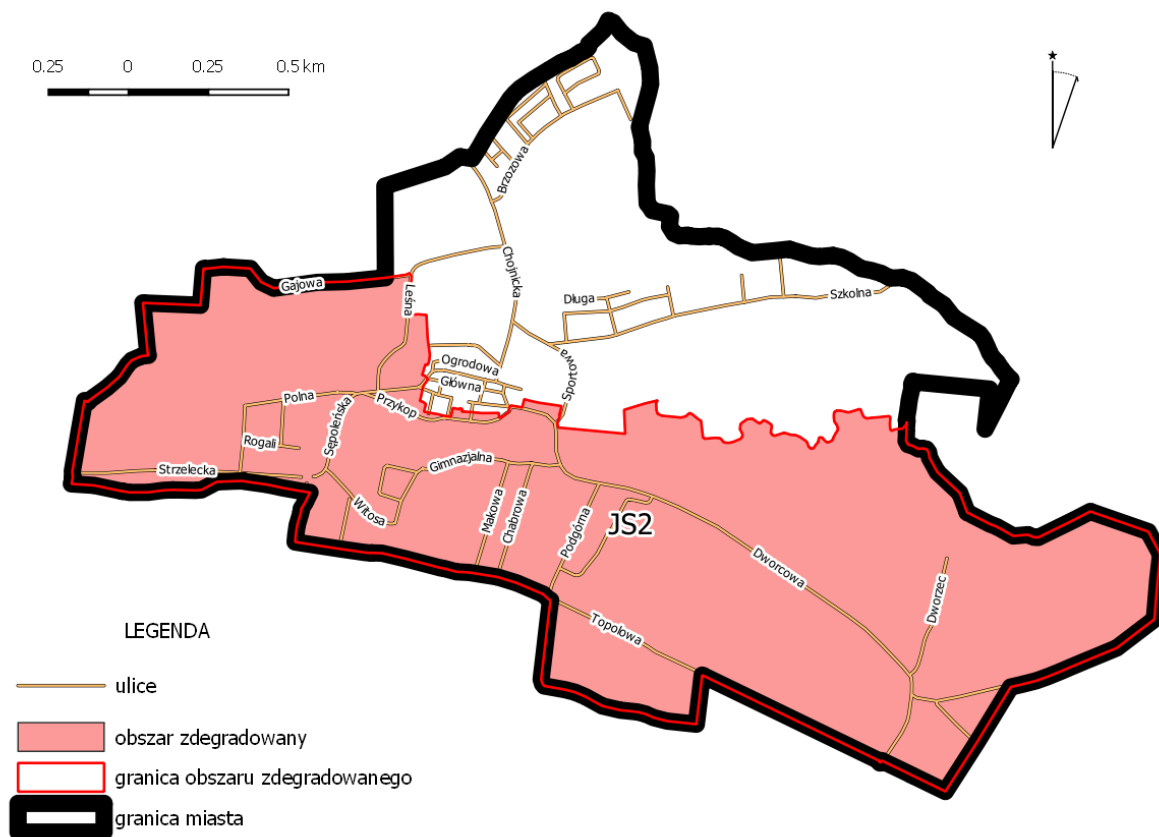 0.25 0 0.25 0.5 km
Brzozowa
Chojnicka
Gajowa
Leśna
Długa
Szkolna
Sportowa
Ogrodowa
Główna
Polna
Przykop
Sępoleńska
Rogali
Strzelecka
Gimnazjalna
Witosa
Makowa
Chabrowa
Podgórna
JS2
Dworcowa
Dworzec
Topolowa
LEGENDA
ulice
obszar zdegradowany
granica obszaru zdegradowanego
granica miasta